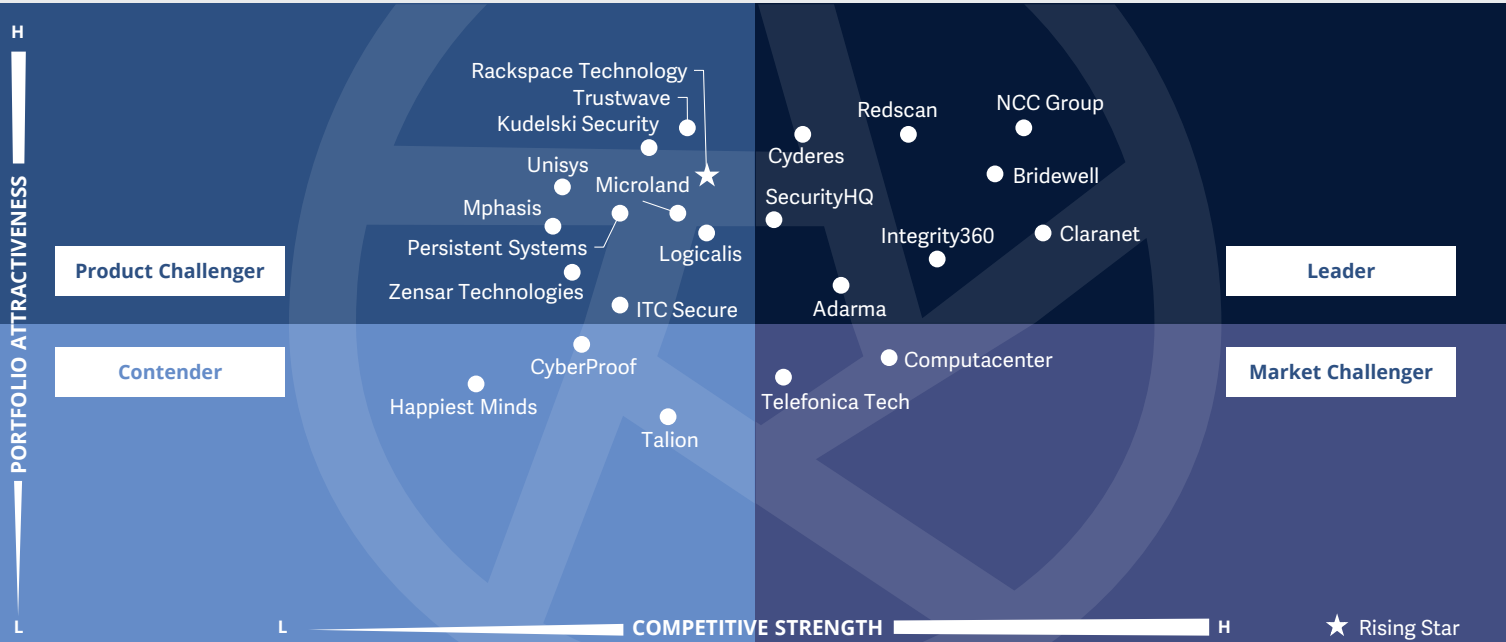 H
Rackspace Technology
Trustwave
Kudelski Security
Unisys
Microland
Mphasis
Persistent Systems
Logicalis
Zensar Technologies
ITC Secure
Product Challenger
NCC Group
Redscan
Cyderes
Bridewell
SecurityHQ
Integrity360
Claranet
Adarma
Leader
PORTFOLIO ATTRACTIVENESS
Contender
CyberProof
Happiest Minds
Talion
Computacenter
Telefonica Tech
Market Challenger
L
L
COMPETITIVE STRENGTH
H
Rising Star